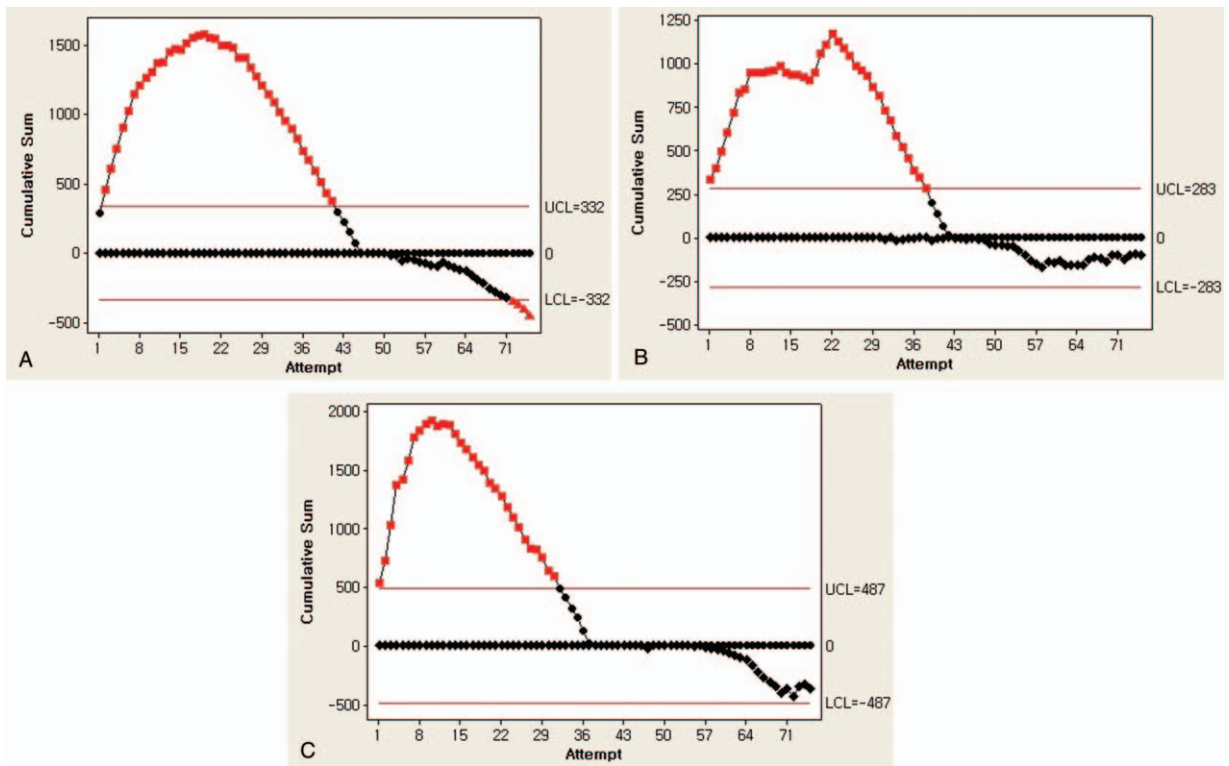 1500
1000
500
0
-500
Cumulative Sum
UCL=332
0
LCL=-332
1 8 15 22 29 36 43 50 57 64 71
Attempt
A
1250
1000
750
500
250
0
-250
-500
Cumulative Sum
UCL=283
0
LCL=-283
1 8 15 22 29 36 43 50 57 64 71
Attempt
B
2000
1500
1000
500
0
-500
Cumulative Sum
UCL=487
0
LCL=-487
1 8 15 22 29 36 43 50 57 64 71
Attempt
C